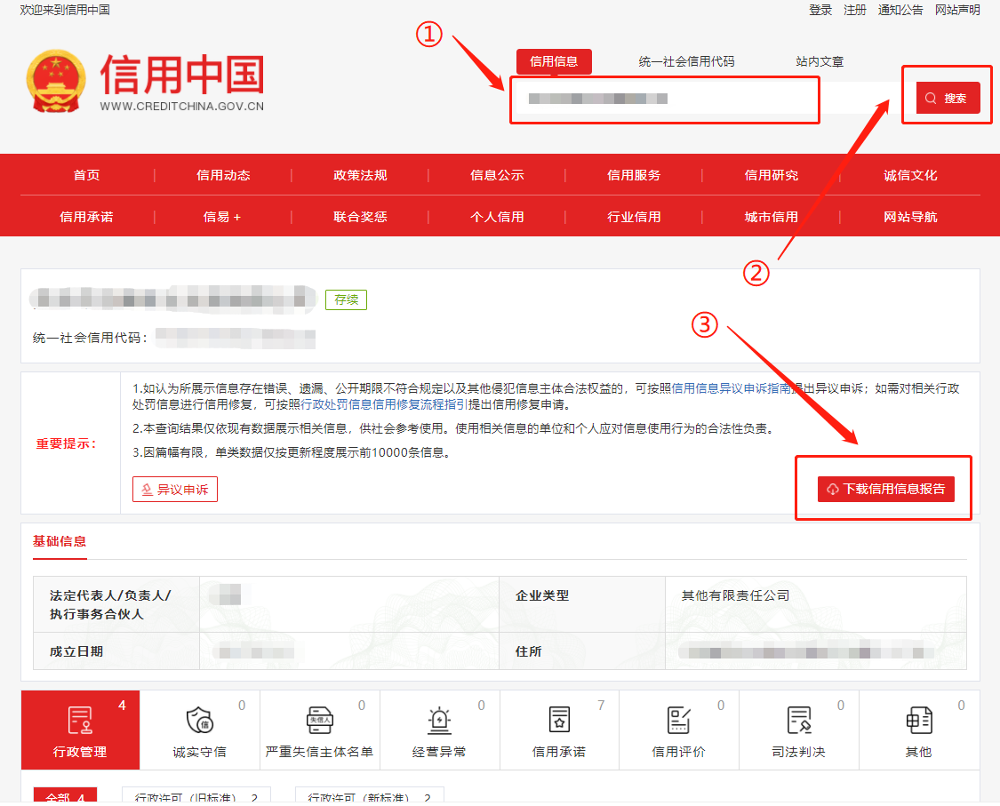 欢迎来到信用中国
登录 注册 通知公告 网站声明
①
信用中国
WWW.CREDITCHINA.GOV.CN
信用信息 统一社会信用代码 站内文章
搜索
首页 信用动态 政策法规 信息公示 信用服务 信用研究 诚信文化
信用承诺 信易+ 联合奖惩 个人信用 行业信用 城市信用 网站导航
②
存续
③
统一社会信用代码：
重要提示：
1.如认为所展示信息存在错误、遗漏、公开期限不符合规定以及其他侵犯信息主体合法权益的，可按照信用信息异议申诉指南提出异议申诉；如需对相关行政
处罚信息进行信用修复，可按照行政处罚信息信用修复流程指引提出信用修复申请。
2.本查询结果仅依现有数据展示相关信息，供社会参考使用。使用相关信息的单位和个人应对信息使用行为的合法性负责。
3.因篇幅有限，单类数据仅按更新程度展示前10000条信息。
异议申诉
下载信用信息报告
基础信息
法定代表人/负责人/
执行事务合伙人
企业类型 其他有限责任公司
成立日期 住所
4 0 0 0 7 0 0 0
信
失信人
行政管理 诚实守信 严重失信主体名单 经营异常 信用承诺 信用评价 司法判决 其他
全部 4 行政许可（旧标准） 2 行政许可（新标准） 2